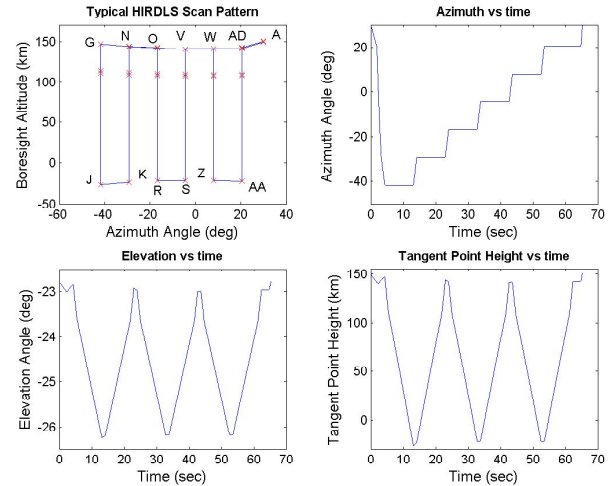 Typical HIRDLS Scan Pattern
Boresight Altitude (km)
200
150
100
50
0
-50
G
N
O
V
W
AD
A
J
K
R
S
Z
AA
-60
-40
-20
0
20
40
Azimuth Angle (deg)
Azimuth vs time
Azimuth Angle (deg)
20
0
-20
-40
0
10
20
30
40
50
60
70
Time (sec)
Elevation vs time
Elevation Angle (deg)
-23
-24
-25
-26
0
10
20
30
40
50
60
70
Time (sec)
Tangent Point Height vs time
Tangent Point Height (km)
150
100
50
0
0
10
20
30
40
50
60
70
Time (sec)